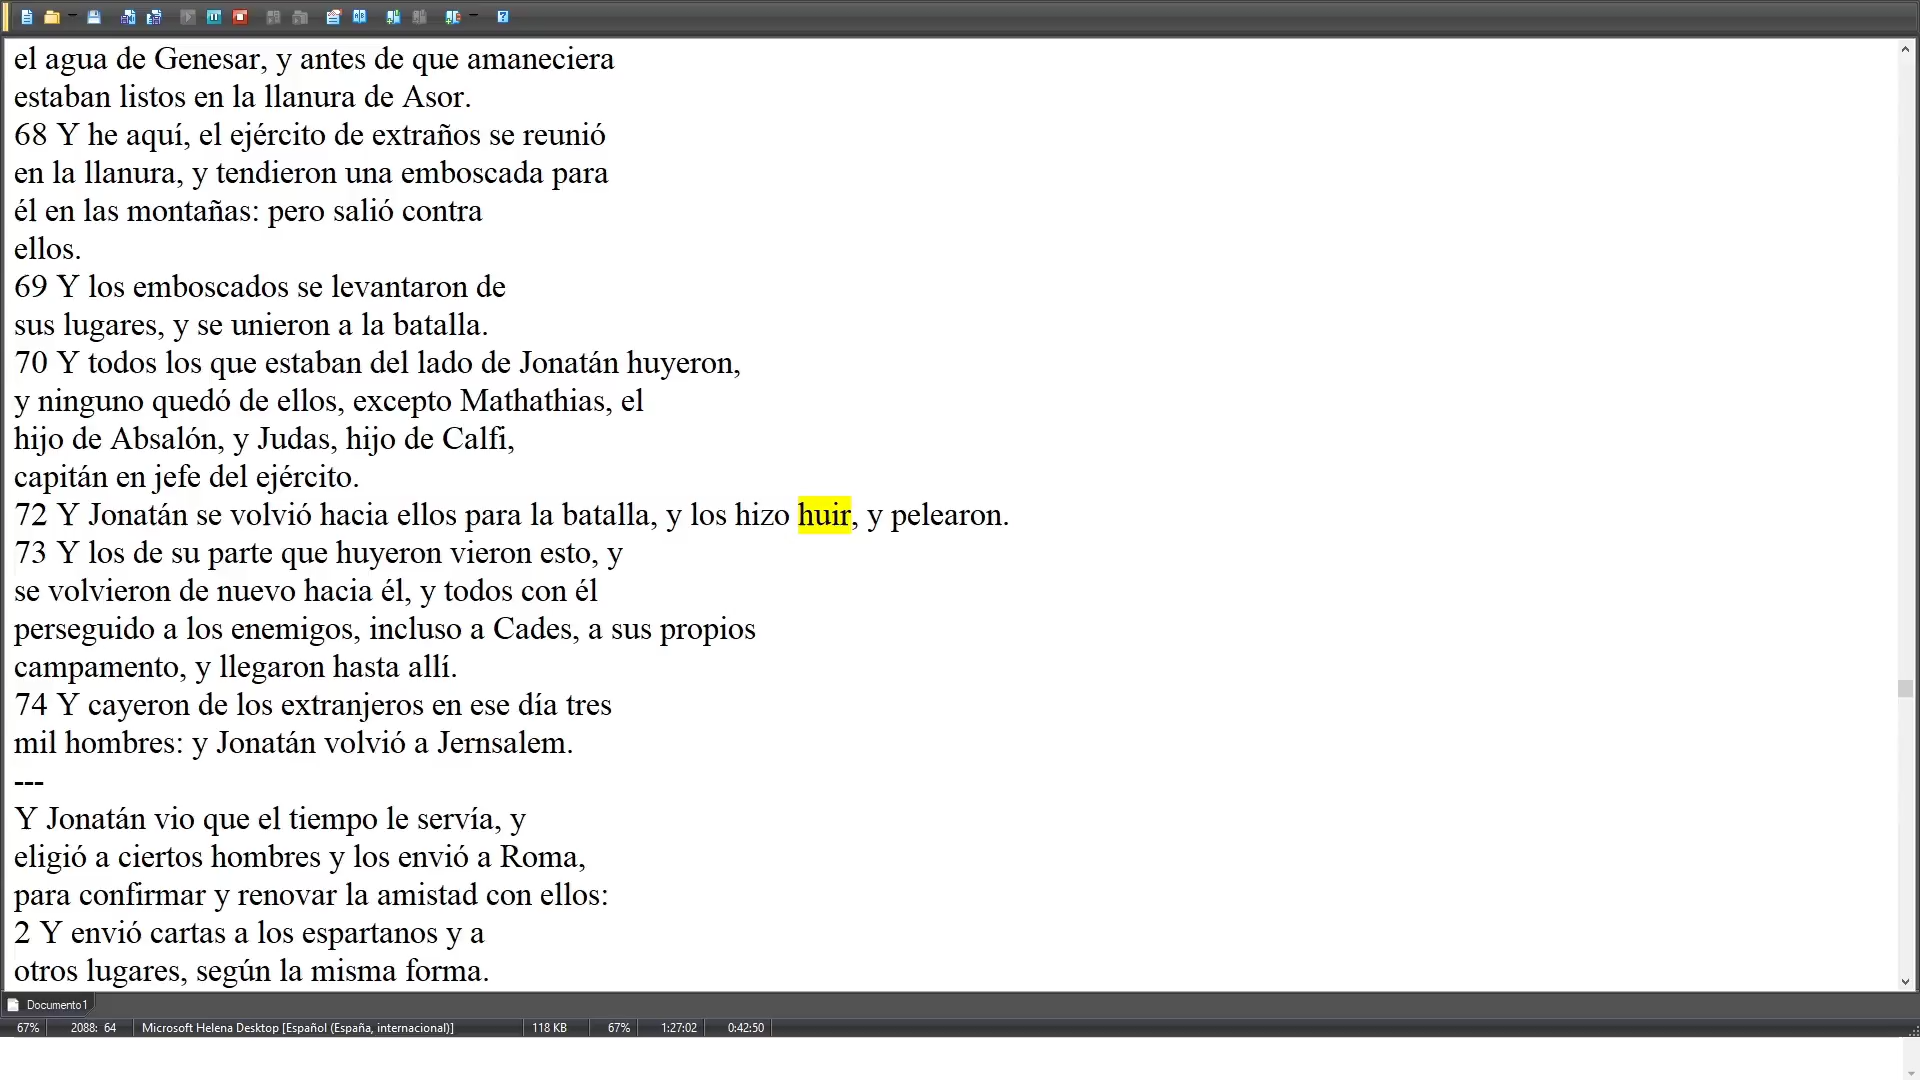 el agua de Genesar, y antes de que amaneciera
estaban listos en la llanura de Asor.
68 Y he aquí, el ejército de extraños se reunió
en la llanura, y tendieron una emboscada para
él en las montañas: pero salió contra
ellos.
69 Y los emboscados se levantaron de
sus lugares, y se unieron a la batalla.
70 Y todos los que estaban del lado de Jonatán huyeron,
y ninguno quedó de ellos, excepto Mathathias, el
hijo de Absalón, y Judas, hijo de Calfi,
capitán en jefe del ejército.
72 Y Jonatán se volvió hacia ellos para la batalla, y los hizo huir, y pelearon.
73 Y los de su parte que huyeron vieron esto, y
se volvieron de nuevo hacia él, y todos con él
perseguido a los enemigos, incluso a Cades, a sus propios
campamento, y llegaron hasta allí.
74 Y cayeron de los extranjeros en ese día tres
mil hombres: y Jonatán volvió a Jernsalem.
---
Y Jonatán vio que el tiempo le servía, y
eligió a ciertos hombres y los envió a Roma,
para confirmar y renovar la amistad con ellos:
2 Y envió cartas a los espartanos y a
otros lugares, según la misma forma.
Documento1
67% 2088: 64 Microsoft Helena Desktop [Español (España, internacional)] 118 KB 67% 1:27:02 0:42:50